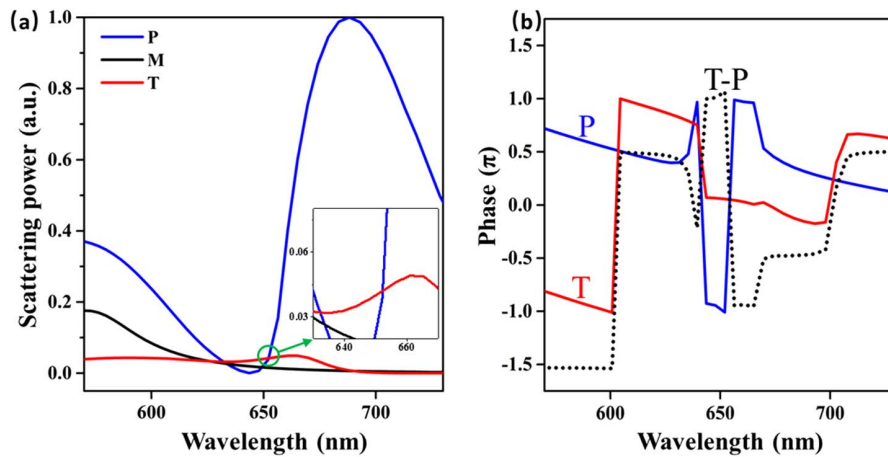 (a)
P
M
T
Scattering power (a.u.)
1.0
0.8
0.6
0.4
0.2
0.0
0.06
0.03
640 660
600 650 700
Wavelength (nm)
(b)
T-P
P
T
Phase (π)
1.5
1.0
0.5
0.0
-0.5
-1.0
-1.5
600 650 700
Wavelength (nm)